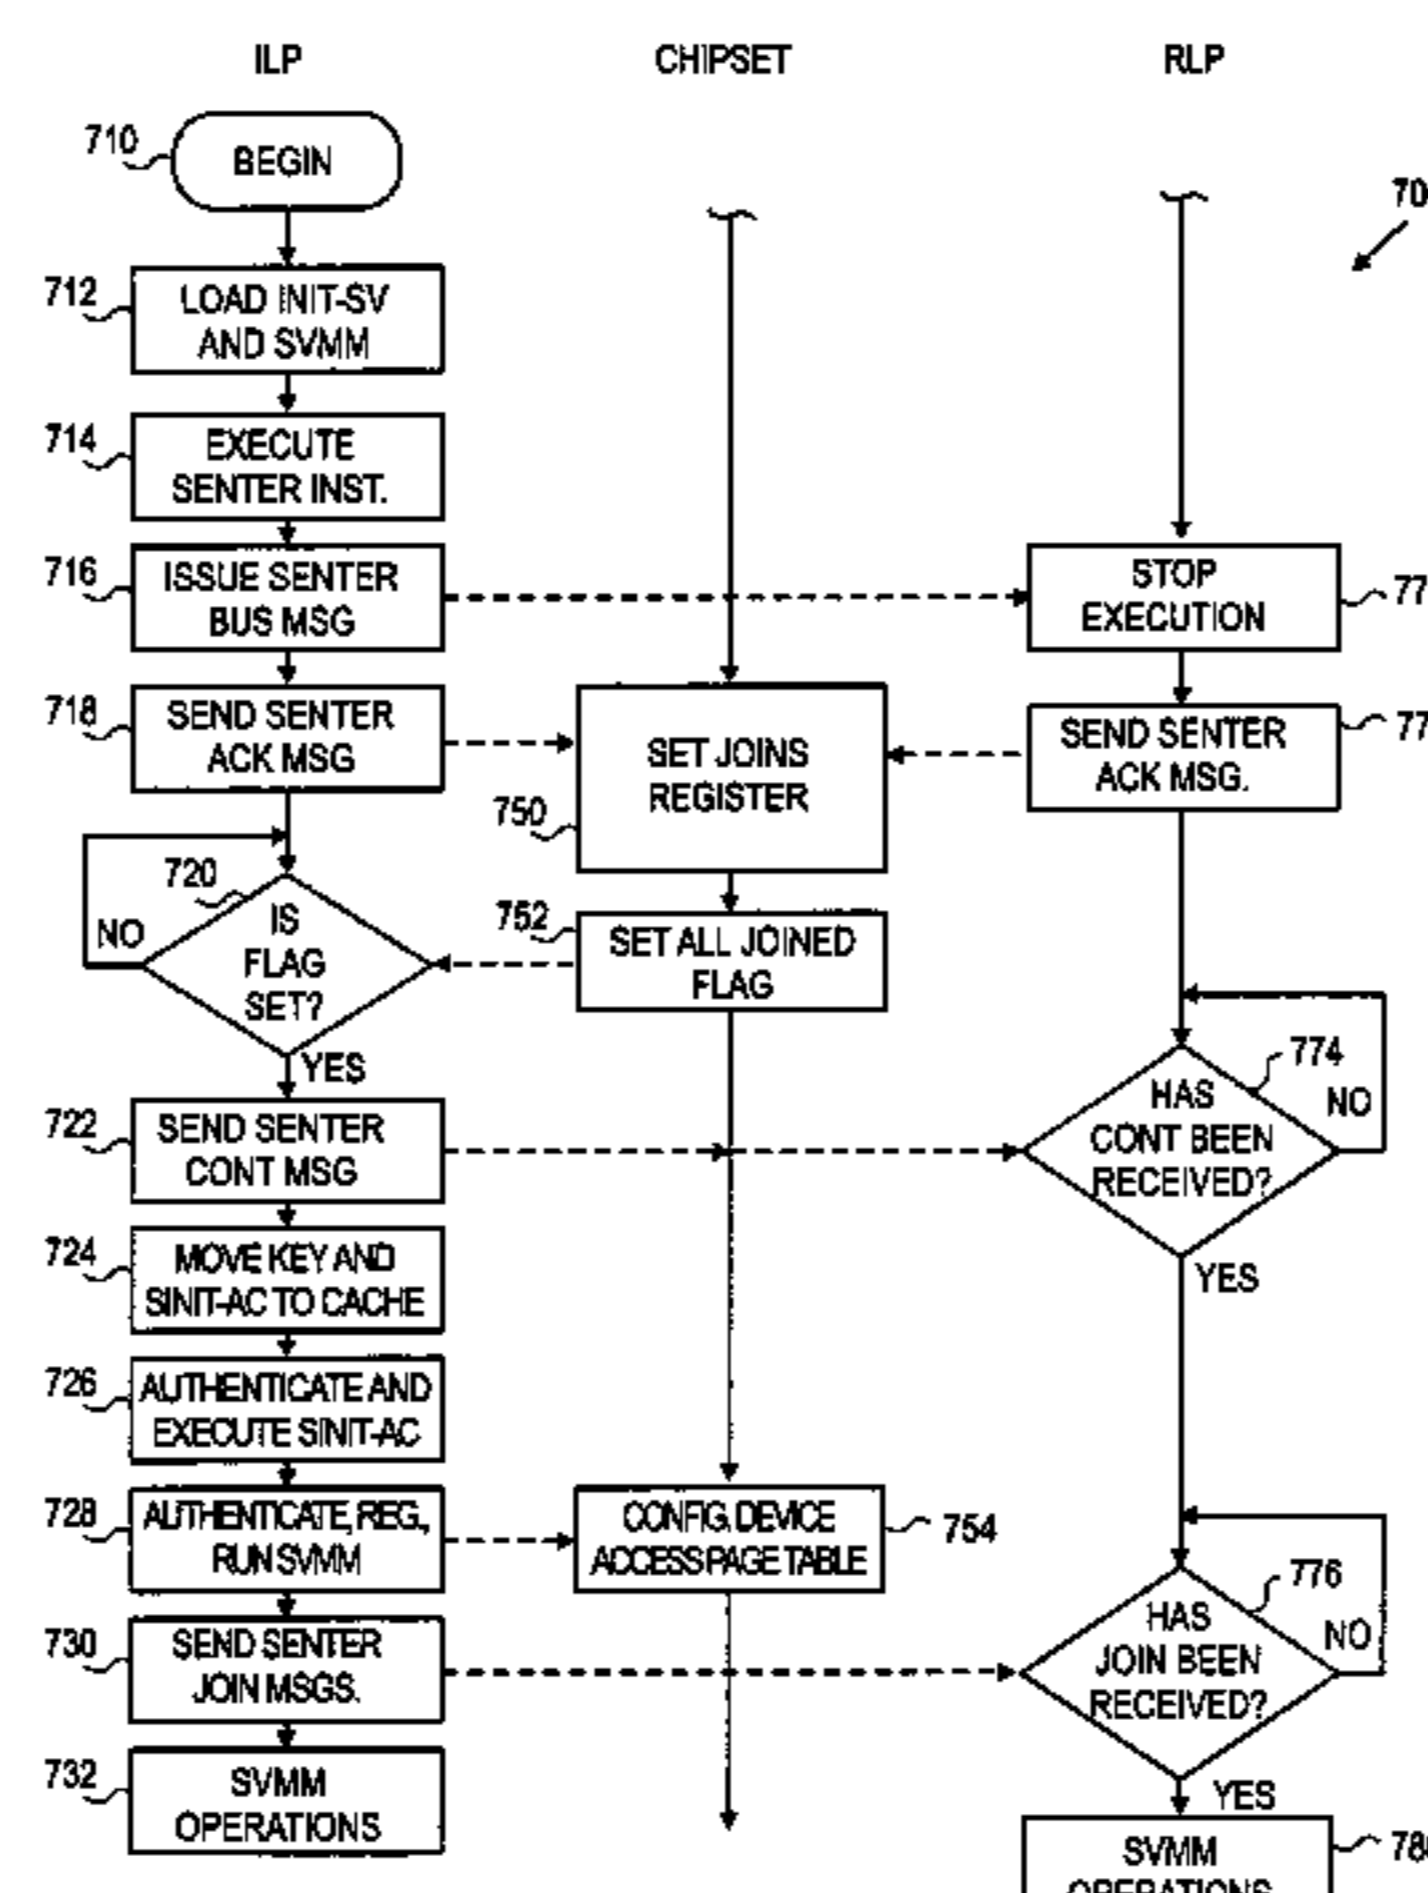 ILP
CHIPSET
RLP
710
BEGIN
70
712
LOAD INIT-SV
AND SVMM
714
EXECUTE
SENTER INST.
716
ISSUE SENTER
BUS MSG
STOP
EXECUTION
77
718
SEND SENTER
ACK MSG
SET JOINS
REGISTER
750
SEND SENTER
ACK MSG.
77
720
IS
FLAG
SET?
NO
YES
752
SET ALL JOINED
FLAG
774
HAS
CONT BEEN
RECEIVED?
NO
YES
722
SEND SENTER
CONT MSG
724
MOVE KEY AND
SINIT-AC TO CACHE
726
AUTHENTICATE AND
EXECUTE SINIT-AC
728
AUTHENTICATE, REG.,
RUN SVMM
CONFIG. DEVICE
ACCESS PAGE TABLE
754
776
HAS
JOIN BEEN
RECEIVED?
NO
YES
730
SEND SENTER
JOIN MSGS.
732
SVMM
OPERATIONS
SVMM
OPERATIONS
78